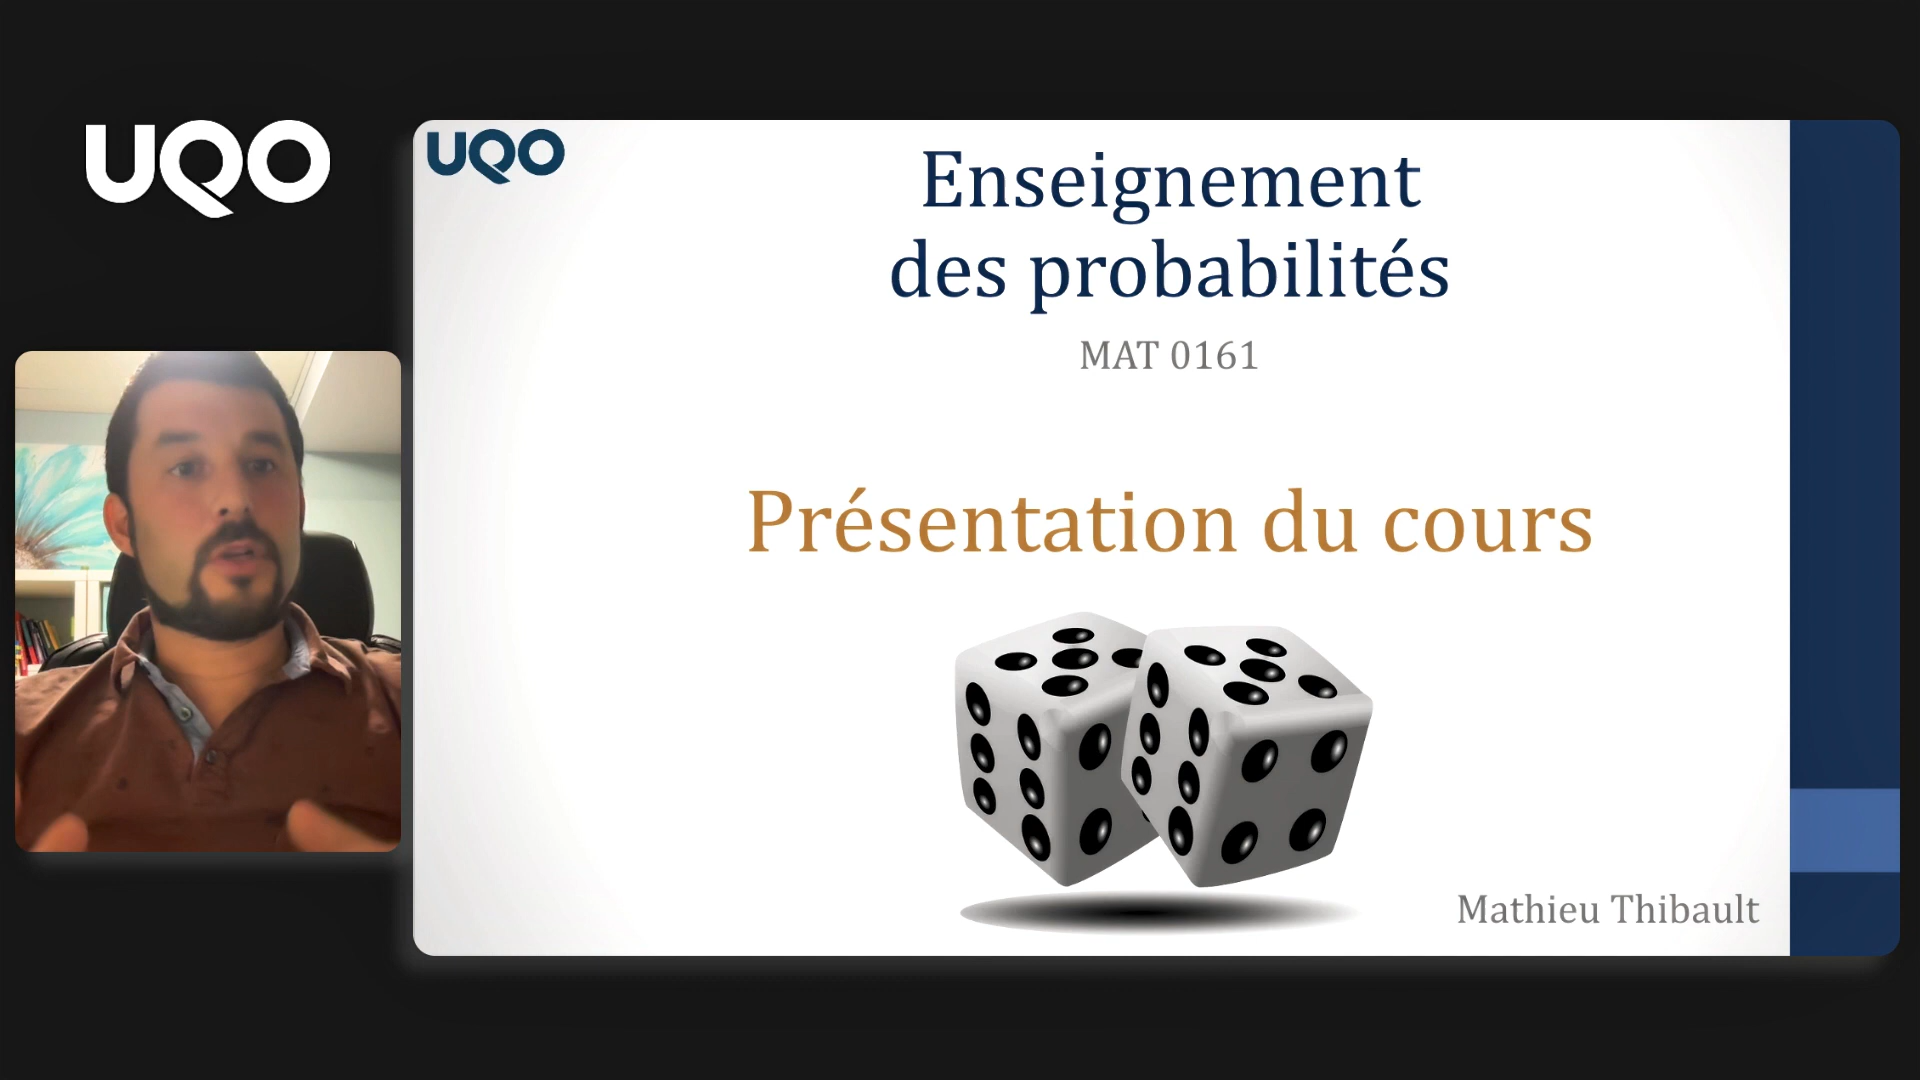 UQO
UQO
Enseignement
des probabilités
MAT 0161
Présentation du cours
Mathieu Thibault